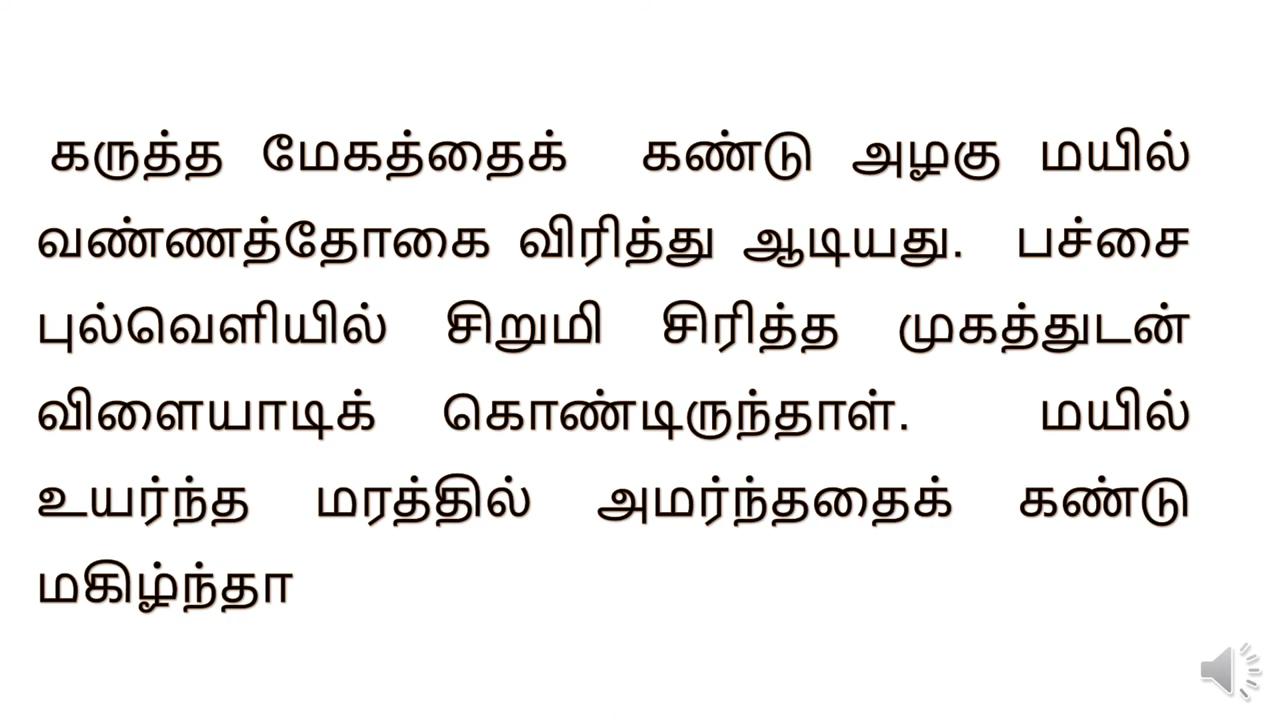 கருத்த மேகத்தைக் கண்டு அழகு மயில்
வண்ணத்தோகை விரித்து ஆடியது. பச்சை
புல்வெளியில் சிறுமி சிரித்த முகத்துடன்
விளையாடிக் கொண்டிருந்தாள். மயில்
உயர்ந்த மரத்தில் அமர்ந்ததைக் கண்டு
மகிழ்ந்தா